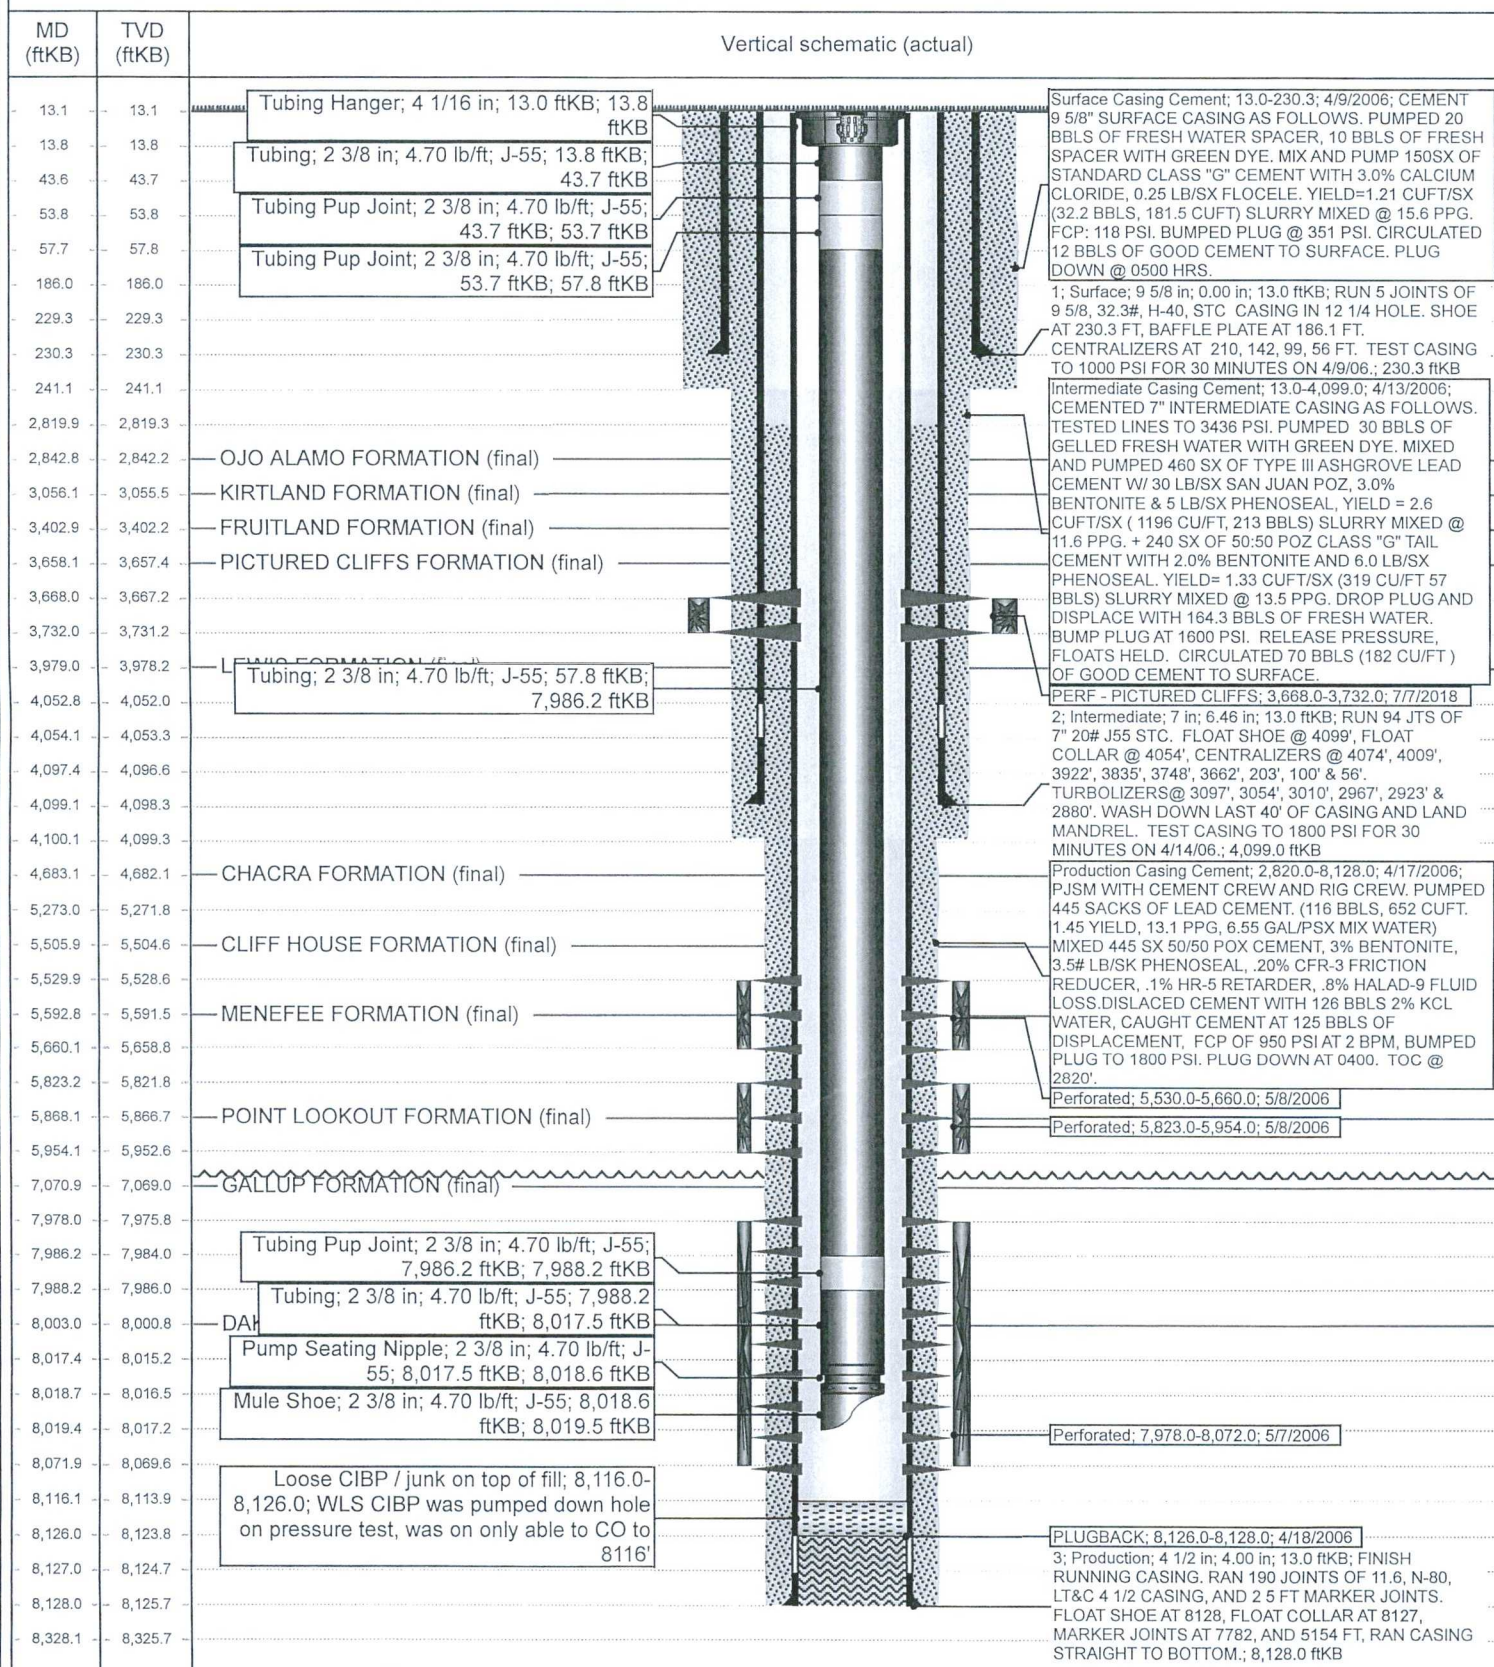 MD
(ftKB)
TVD
(ftKB)
Vertical schematic (actual)
13.1 13.1
13.8 13.8
43.6 43.7
53.8 53.8
57.7 57.8
186.0 186.0
229.3 229.3
230.3 230.3
241.1 241.1
2,819.9 2,819.3
2,842.8 2,842.2
3,056.1 3,055.5
3,402.9 3,402.2
3,658.1 3,657.4
3,668.0 3,667.2
3,732.0 3,731.2
3,979.0 3,978.2
4,052.8 4,052.0
4,054.1 4,053.3
4,097.4 4,096.6
4,099.1 4,098.3
4,100.1 4,099.3
4,683.1 4,682.1
5,273.0 5,271.8
5,505.9 5,504.6
5,529.9 5,528.6
5,592.8 5,591.5
5,660.1 5,658.8
5,823.2 5,821.8
5,868.1 5,866.7
5,954.1 5,952.6
7,070.9 7,069.0
7,978.0 7,975.8
7,986.2 7,984.0
7,988.2 7,986.0
8,003.0 8,000.8
8,017.4 8,015.2
8,018.7 8,016.5
8,019.4 8,017.2
8,071.9 8,069.6
8,116.1 8,113.9
8,126.0 8,123.8
8,127.0 8,124.7
8,128.0 8,125.7
8,328.1 8,325.7
Tubing Hanger; 4 1/16 in; 13.0 ftKB; 13.8
ftKB
Tubing; 2 3/8 in; 4.70 lb/ft; J-55; 13.8 ftKB;
43.7 ftKB
Tubing Pup Joint; 2 3/8 in; 4.70 lb/ft; J-55;
43.7 ftKB; 53.7 ftKB
Tubing Pup Joint; 2 3/8 in; 4.70 lb/ft; J-55;
53.7 ftKB; 57.8 ftKB
OJO ALAMO FORMATION (final)
KIRTLAND FORMATION (final)
FRUITLAND FORMATION (final)
PICTURED CLIFFS FORMATION (final)
LEWIS FORMATION (final)
Tubing; 2 3/8 in; 4.70 lb/ft; J-55; 57.8 ftKB;
7,986.2 ftKB
CHACRA FORMATION (final)
CLIFF HOUSE FORMATION (final)
MENEFEE FORMATION (final)
POINT LOOKOUT FORMATION (final)
GALLUP FORMATION (final)
Tubing Pup Joint; 2 3/8 in; 4.70 lb/ft; J-55;
7,986.2 ftKB; 7,988.2 ftKB
Tubing; 2 3/8 in; 4.70 lb/ft; J-55; 7,988.2
ftKB; 8,017.5 ftKB
Pump Seating Nipple; 2 3/8 in; 4.70 lb/ft; J-
55; 8,017.5 ftKB; 8,018.6 ftKB
Mule Shoe; 2 3/8 in; 4.70 lb/ft; J-55; 8,018.6
ftKB; 8,019.5 ftKB
Loose CIBP / junk on top of fill; 8,116.0-
8,126.0; WLS CIBP was pumped down hole
on pressure test, was on only able to CO to
8116'
Surface Casing Cement; 13.0-230.3; 4/9/2006; CEMENT
9 5/8" SURFACE CASING AS FOLLOWS. PUMPED 20
BBLS OF FRESH WATER SPACER, 10 BBLS OF FRESH
SPACER WITH GREEN DYE. MIX AND PUMP 150SX OF
STANDARD CLASS "G" CEMENT WITH 3.0% CALCIUM
CLORIDE, 0.25 LB/SX FLOCELE. YIELD=1.21 CUFT/SX
(32.2 BBLS, 181.5 CUFT) SLURRY MIXED @ 15.6 PPG.
FCP: 118 PSI. BUMPED PLUG @ 351 PSI. CIRCULATED
12 BBLS OF GOOD CEMENT TO SURFACE. PLUG
DOWN @ 0500 HRS.
1; Surface; 9 5/8 in; 0.00 in; 13.0 ftKB; RUN 5 JOINTS OF
9 5/8, 32.3#, H-40, STC CASING IN 12 1/4 HOLE. SHOE
AT 230.3 FT, BAFFLE PLATE AT 186.1 FT.
CENTRALIZERS AT 210, 142, 99, 56 FT. TEST CASING
TO 1000 PSI FOR 30 MINUTES ON 4/9/06.; 230.3 ftKB
Intermediate Casing Cement; 13.0-4,099.0; 4/13/2006;
CEMENTED 7" INTERMEDIATE CASING AS FOLLOWS.
TESTED LINES TO 3436 PSI. PUMPED 30 BBLS OF
GELLED FRESH WATER WITH GREEN DYE. MIXED
AND PUMPED 460 SX OF TYPE III ASHGROVE LEAD
CEMENT W/ 30 LB/SX SAN JUAN POZ, 3.0%
BENTONITE & 5 LB/SX PHENOSEAL, YIELD = 2.6
CUFT/SX ( 1196 CU/FT, 213 BBLS) SLURRY MIXED @
11.6 PPG. + 240 SX OF 50:50 POZ CLASS "G" TAIL
CEMENT WITH 2.0% BENTONITE AND 6.0 LB/SX
PHENOSEAL. YIELD= 1.33 CUFT/SX (319 CU/FT 57
BBLS) SLURRY MIXED @ 13.5 PPG. DROP PLUG AND
DISPLACE WITH 164.3 BBLS OF FRESH WATER.
BUMP PLUG AT 1600 PSI. RELEASE PRESSURE,
FLOATS HELD. CIRCULATED 70 BBLS (182 CU/FT )
OF GOOD CEMENT TO SURFACE.
PERF - PICTURED CLIFFS; 3,668.0-3,732.0; 7/7/2018
2; Intermediate; 7 in; 6.46 in; 13.0 ftKB; RUN 94 JTS OF
7" 20# J55 STC. FLOAT SHOE @ 4099', FLOAT
COLLAR @ 4054', CENTRALIZERS @ 4074', 4009',
3922', 3835', 3748', 3662', 203', 100' & 56'.
TURBOLIZERS@ 3097', 3054', 3010', 2967', 2923' &
2880'. WASH DOWN LAST 40' OF CASING AND LAND
MANDREL. TEST CASING TO 1800 PSI FOR 30
MINUTES ON 4/14/06.; 4,099.0 ftKB
Production Casing Cement; 2,820.0-8,128.0; 4/17/2006;
PJSM WITH CEMENT CREW AND RIG CREW. PUMPED
445 SACKS OF LEAD CEMENT. (116 BBLS, 652 CUFT.
1.45 YIELD, 13.1 PPG, 6.55 GAL/PSX MIX WATER)
MIXED 445 SX 50/50 POX CEMENT, 3% BENTONITE,
3.5# LB/SK PHENOSEAL, .20% CFR-3 FRICTION
REDUCER, .1% HR-5 RETARDER, .8% HALAD-9 FLUID
LOSS.DISLACED CEMENT WITH 126 BBLS 2% KCL
WATER, CAUGHT CEMENT AT 125 BBLS OF
DISPLACEMENT, FCP OF 950 PSI AT 2 BPM, BUMPED
PLUG TO 1800 PSI. PLUG DOWN AT 0400. TOC @
2820'.
Perforated; 5,530.0-5,660.0; 5/8/2006
Perforated; 5,823.0-5,954.0; 5/8/2006
Perforated; 7,978.0-8,072.0; 5/7/2006
PLUGBACK; 8,126.0-8,128.0; 4/18/2006
3; Production; 4 1/2 in; 4.00 in; 13.0 ftKB; FINISH
RUNNING CASING. RAN 190 JOINTS OF 11.6, N-80,
LT&C 4 1/2 CASING, AND 2 5 FT MARKER JOINTS.
FLOAT SHOE AT 8128, FLOAT COLLAR AT 8127,
MARKER JOINTS AT 7782, AND 5154 FT, RAN CASING
STRAIGHT TO BOTTOM.; 8,128.0 ftKB